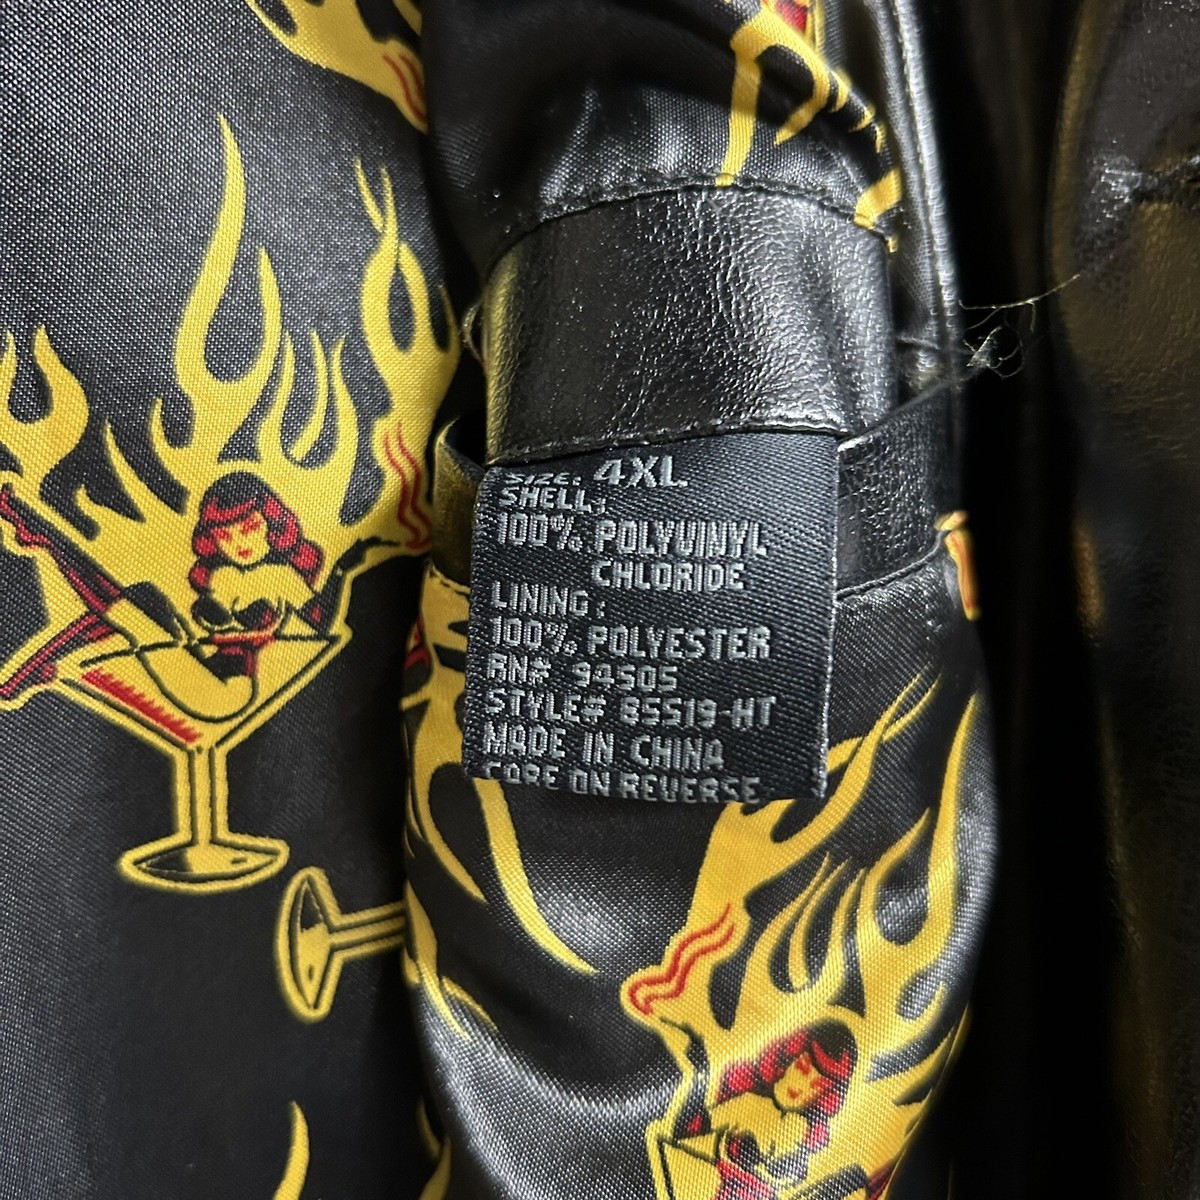 SIZE: 4XL
SHELL:
100% POLYUINYL
CHLORIDE
LINING:
100% POLYESTER
RN# 94505
STYLE# 85519-HT
MADE IN CHINA
CARE ON REVERSE